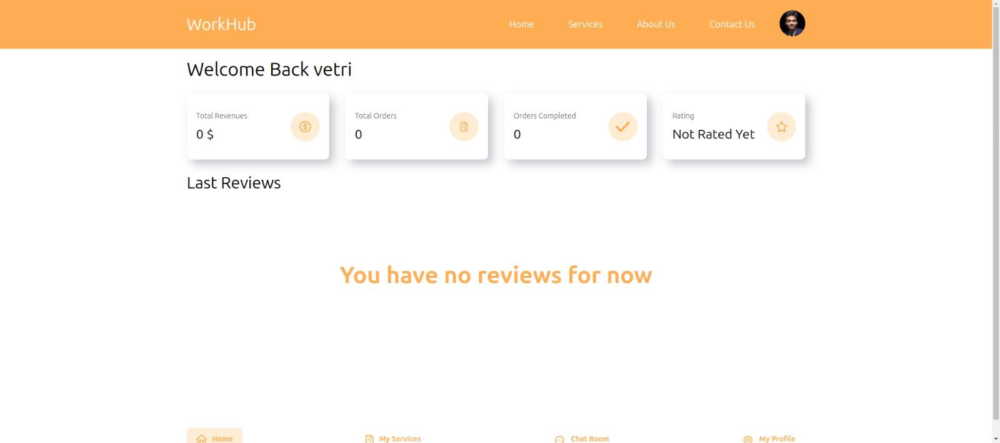 WorkHub Home Services About Us Contact Us
Welcome Back vetri
Total Revenues
0 $
Total Orders
0
Orders Completed
0
Rating
Not Rated Yet
Last Reviews
You have no reviews for now
Home My Services Chat Room My Profile